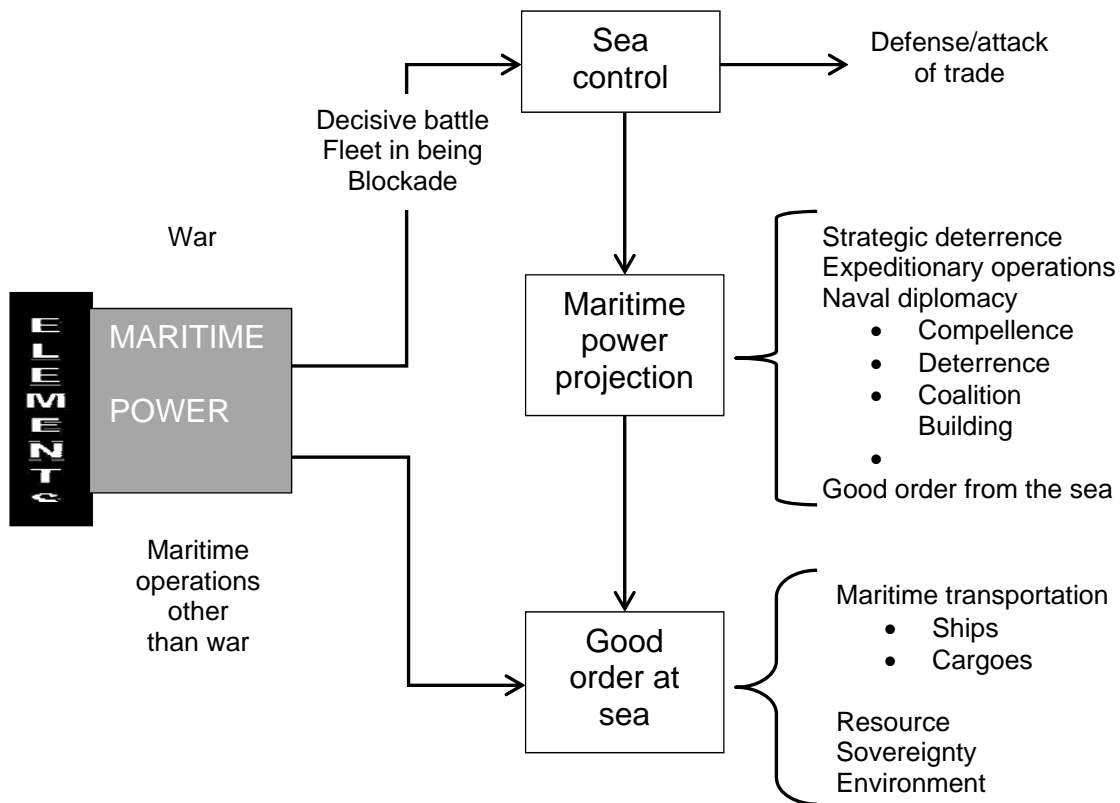 Sea
control
Defense/attack
of trade
Decisive battle
Fleet in being
Blockade
War
ELEMENTS
MARITIME
POWER
Maritime
power
projection
Strategic deterrence
Expeditionary operations
Naval diplomacy
• Compellence
• Deterrence
• Coalition
Building
•
Good order from the sea
Maritime
operations
other
than war
Good
order at
sea
Maritime transportation
• Ships
• Cargoes
Resource
Sovereignty
Environment